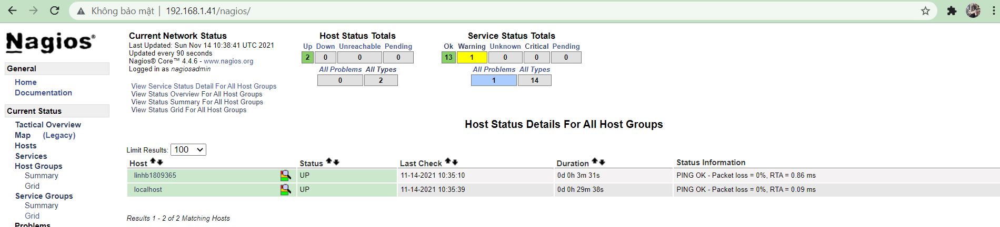 Không bảo mật | 192.168.1.41/nagios/
Nagios®
General
Home
Documentation
Current Status
Tactical Overview
Map (Legacy)
Hosts
Services
Host Groups
Summary
Grid
Service Groups
Summary
Grid
Problems
Current Network Status
Last Updated: Sun Nov 14 10:38:41 UTC 2021
Updated every 90 seconds
Nagios® Core™ 4.4.6 - www.nagios.org
Logged in as nagiosadmin
View Service Status Detail For All Host Groups
View Status Overview For All Host Groups
View Status Summary For All Host Groups
View Status Grid For All Host Groups
Host Status Totals
Up Down Unreachable Pending
2 0 0 0
All Problems All Types
0 2
Service Status Totals
Ok Warning Unknown Critical Pending
13 1 0 0 0
All Problems All Types
1 14
Host Status Details For All Host Groups
Limit Results: 100
Host Status Last Check Duration Status Information
linhb1809365 UP 11-14-2021 10:35:10 0d 0h 3m 31s PING OK - Packet loss = 0%, RTA = 0.86 ms
localhost UP 11-14-2021 10:35:39 0d 0h 29m 38s PING OK - Packet loss = 0%, RTA = 0.09 ms
Results 1 - 2 of 2 Matching Hosts